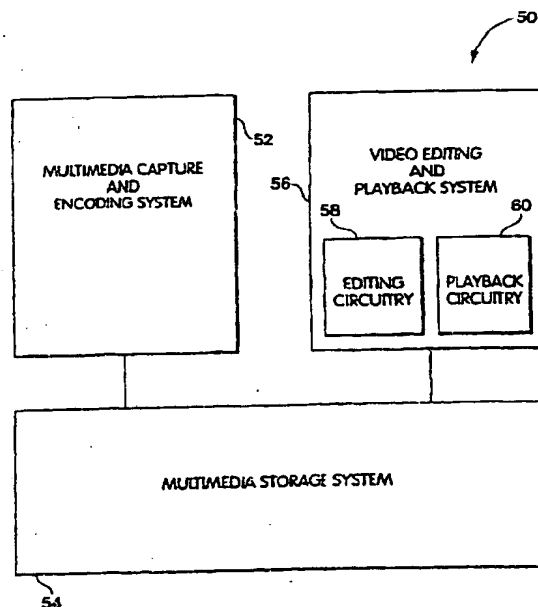 50
MULTIMEDIA CAPTURE
AND
ENCODING SYSTEM
52
VIDEO EDITING
AND
PLAYBACK SYSTEM
56
58
60
EDITING
CIRCUITRY
PLAYBACK
CIRCUITRY
MULTIMEDIA STORAGE SYSTEM
54